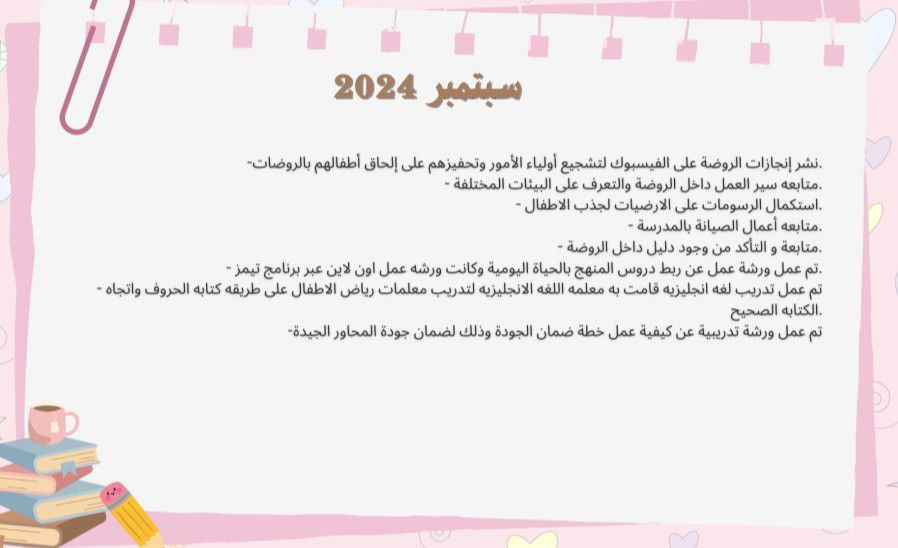 سبتمبر 2024
.نشر إنجازات الروضة على الفيسبوك لتشجيع أولياء الأمور وتحفيزهم على إلحاق أطفالهم بالروضات-
.متابعه سير العمل داخل الروضة والتعرف على البيئات المختلفة -
.استكمال الرسومات على الارضيات لجذب الاطفال -
.متابعه أعمال الصيانة بالمدرسة -
.متابعة و التأكد من وجود دليل داخل الروضة -
.تم عمل ورشة عمل عن ربط دروس المنهج بالحياة اليومية وكانت ورشه عمل اون لاين عبر برنامج تيمز -
تم عمل تدريب لغه انجليزيه قامت به معلمه اللغه الانجليزيه لتدريب معلمات رياض الاطفال على طريقه كتابه الحروف واتجاه -
.الكتابه الصحيح
تم عمل ورشة تدريبية عن كيفية عمل خطة ضمان الجودة وذلك لضمان جودة المحاور الجيدة-